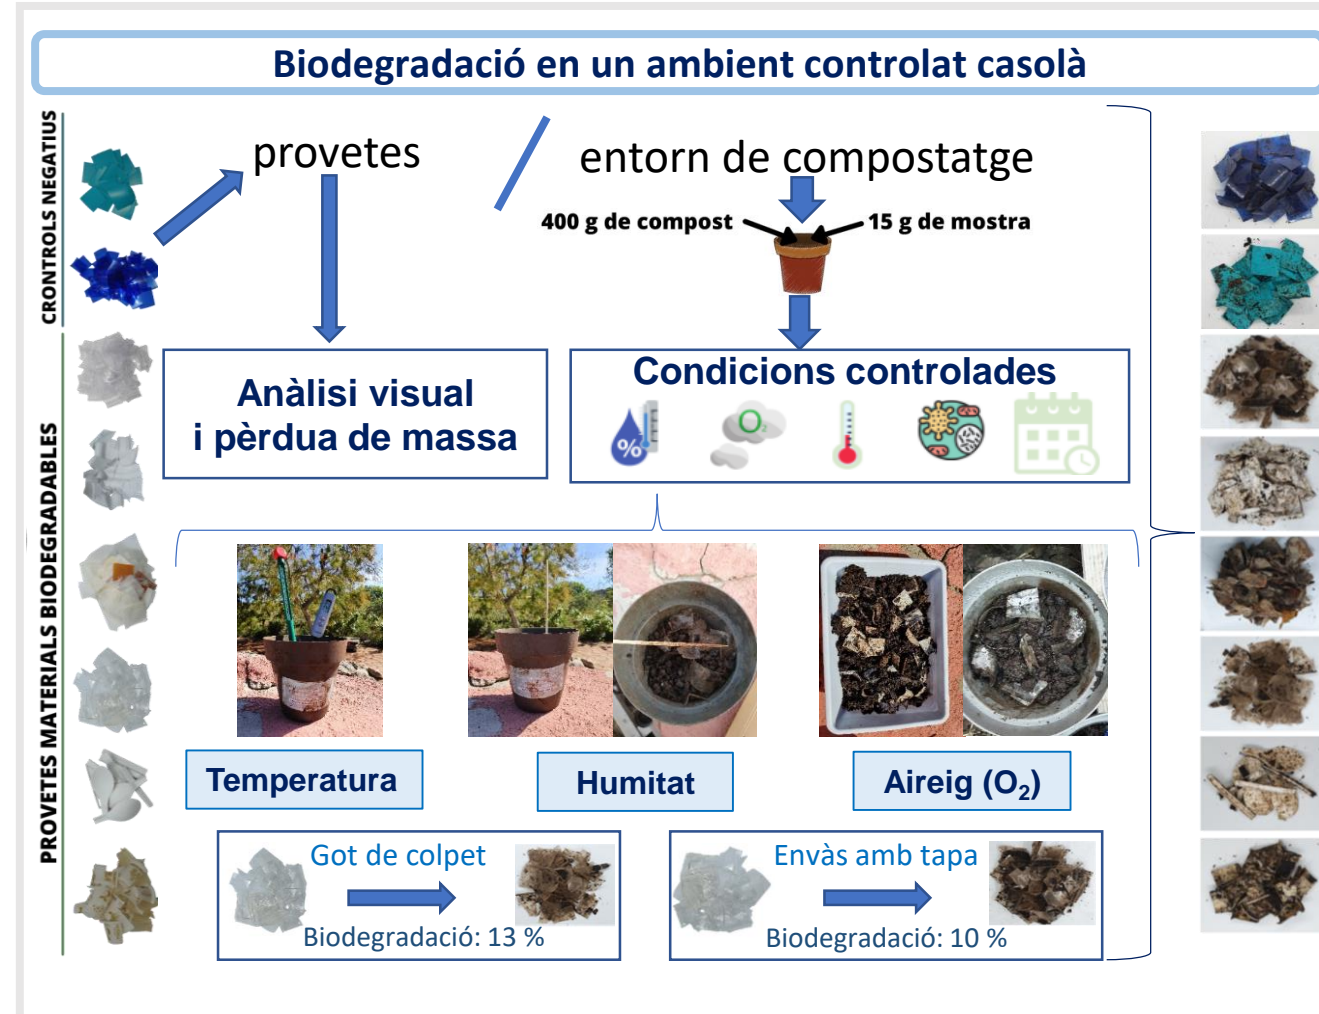 Biodegradació en un ambient controlat casolà
CRONTROLS NEGATIUS
PROVETES MATERIALS BIODEGRADABLES
provetes
entorn de compostatge
400 g de compost
15 g de mostra
Anàlisi visual
i pèrdua de massa
Condicions controlades
%
O₂
Temperatura
Humitat
Aireig (O₂)
Got de colpet
Biodegradació: 13 %
Envàs amb tapa
Biodegradació: 10 %